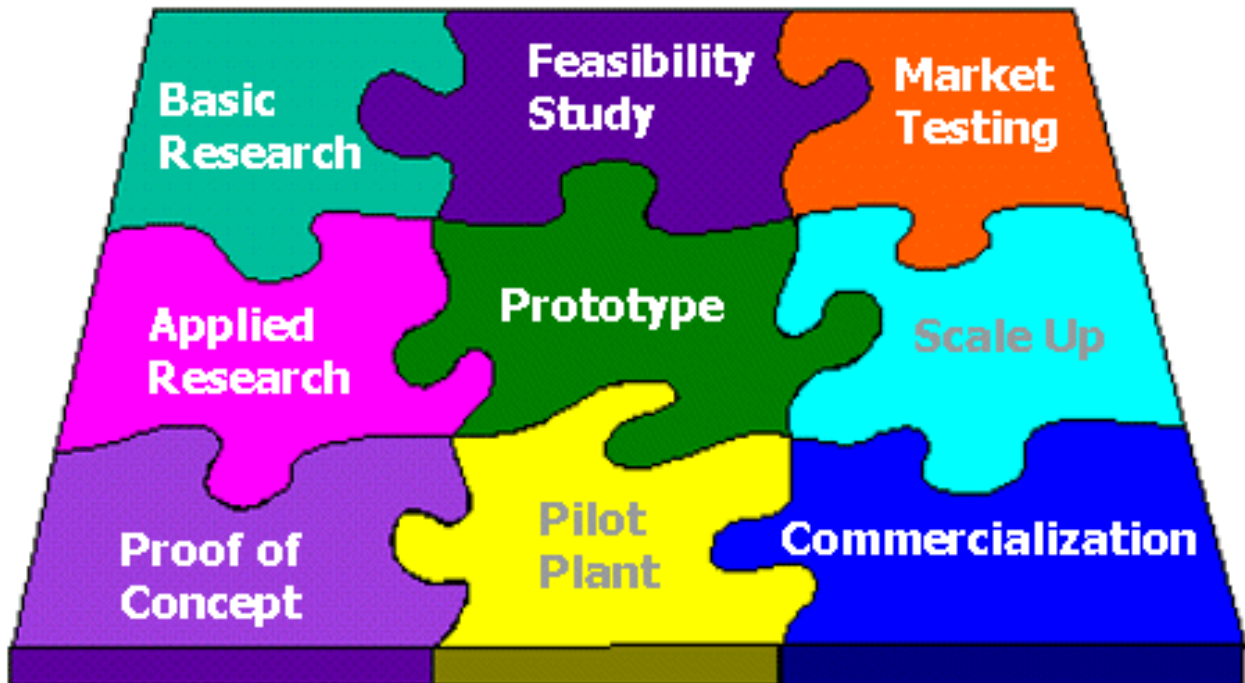 Basic
Research
Feasibility
Study
Market
Testing
Applied
Research
Prototype
Scale Up
Proof of
Concept
Pilot
Plant
Commercialization